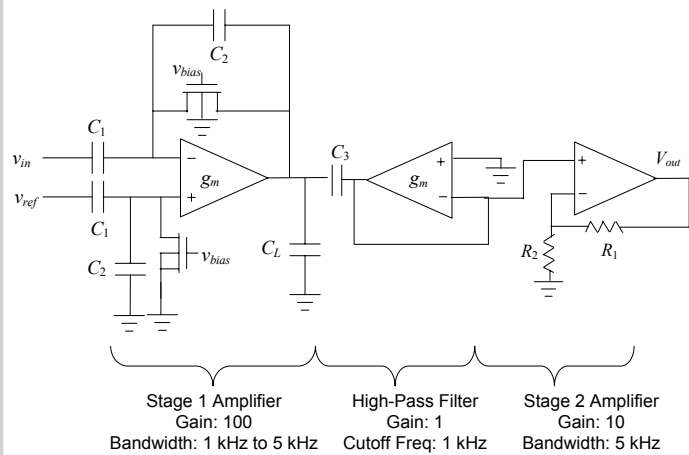 C2
vbias
C1
vin
−
gm
+
vref
C1
C2
vbias
CL
C3
gm
+
−
+
−
Vout
R2
R1
Stage 1 Amplifier
Gain: 100
Bandwidth: 1 kHz to 5 kHz
High-Pass Filter
Gain: 1
Cutoff Freq: 1 kHz
Stage 2 Amplifier
Gain: 10
Bandwidth: 5 kHz